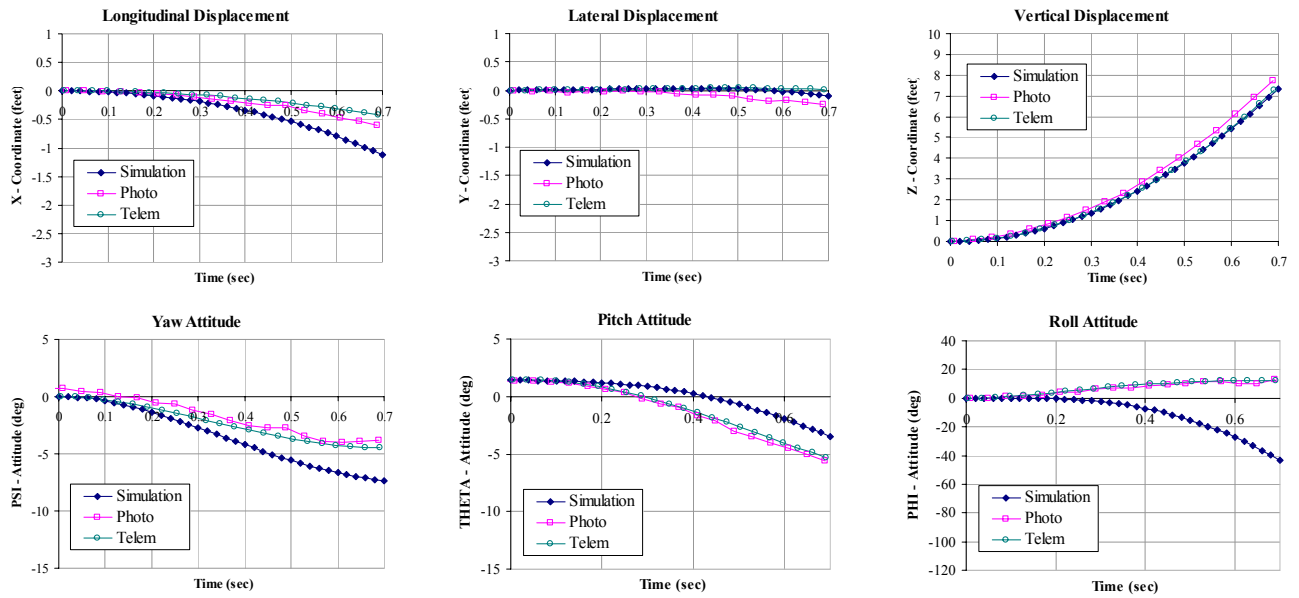 Longitudinal Displacement
1
0.5
0
-0.5
-1
-1.5
-2
-2.5
-3
0 0.1 0.2 0.3 0.4 0.5 0.6 0.7
X - Coordinate (feet)
Simulation
Photo
Telem
Time (sec)
Lateral Displacement
1
0.5
0
-0.5
-1
-1.5
-2
-2.5
-3
0 0.1 0.2 0.3 0.4 0.5 0.6 0.7
Y - Coordinate (feet)
Simulation
Photo
Telem
Time (sec)
Vertical Displacement
10
9
8
7
6
5
4
3
2
1
0
0 0.1 0.2 0.3 0.4 0.5 0.6 0.7
Z - Coordinate (feet)
Simulation
Photo
Telem
Time (sec)
Yaw Attitude
5
0
-5
-10
-15
0 0.1 0.2 0.3 0.4 0.5 0.6 0.7
PSI - Attitude (deg)
Simulation
Photo
Telem
Time (sec)
Pitch Attitude
5
0
-5
-10
-15
0 0.2 0.4 0.6
THETA - Attitude (deg)
Simulation
Photo
Telem
Time (sec)
Roll Attitude
40
20
0
-20
-40
-60
-80
-100
-120
0 0.2 0.4 0.6
PHI - Attitude (deg)
Simulation
Photo
Telem
Time (sec)